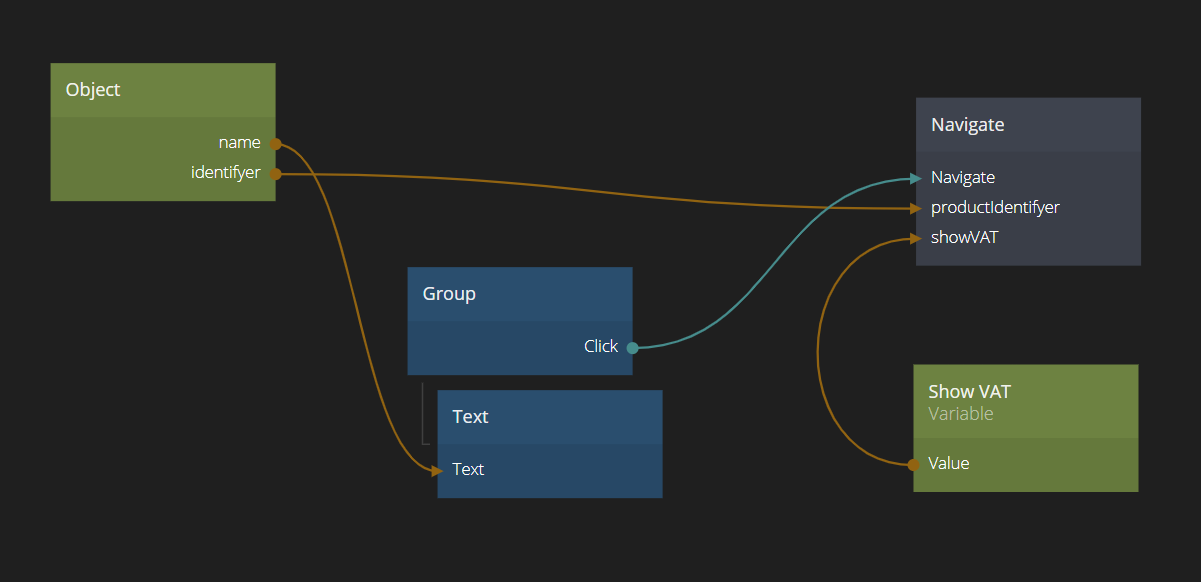 Object
name
identifyer
Navigate
Navigate
productIdentifyer
showVAT
Group
Click
Text
Text
Show VAT
Variable
Value